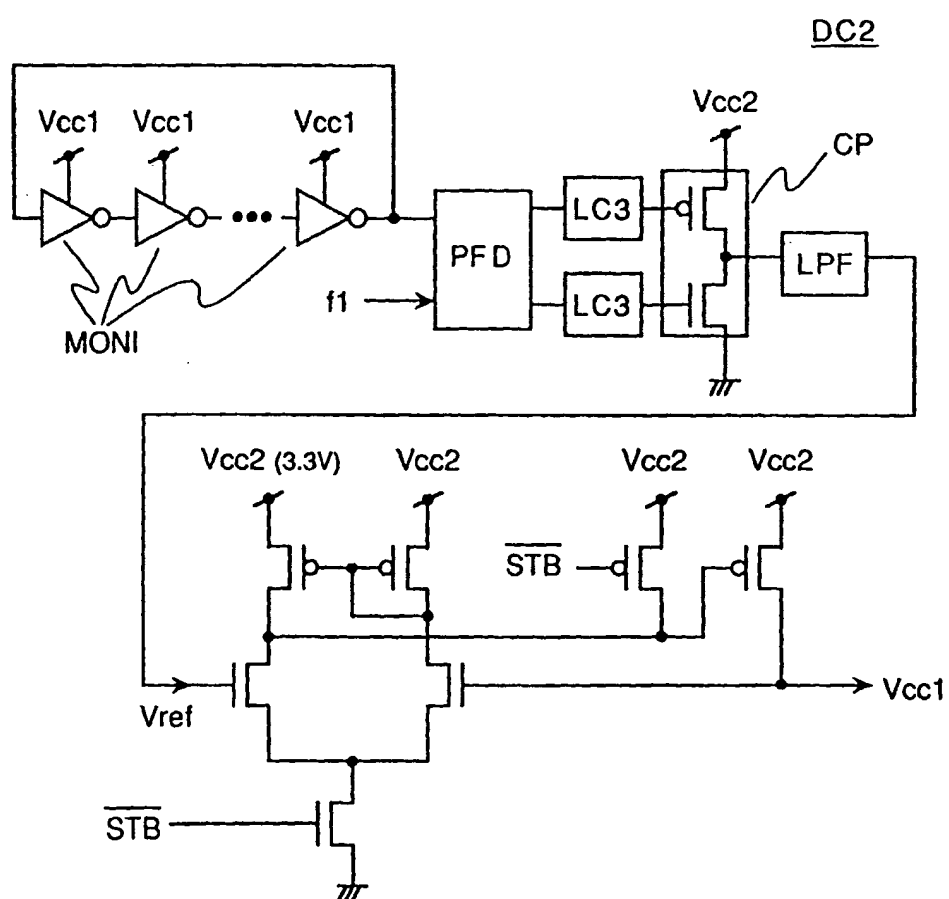 DC2
Vcc1 Vcc1 Vcc1
Vcc2
CP
LC3
PFD
LPF
f1
LC3
MONI
Vcc2 (3.3V) Vcc2 Vcc2 Vcc2
STB
Vref
Vcc1
STB